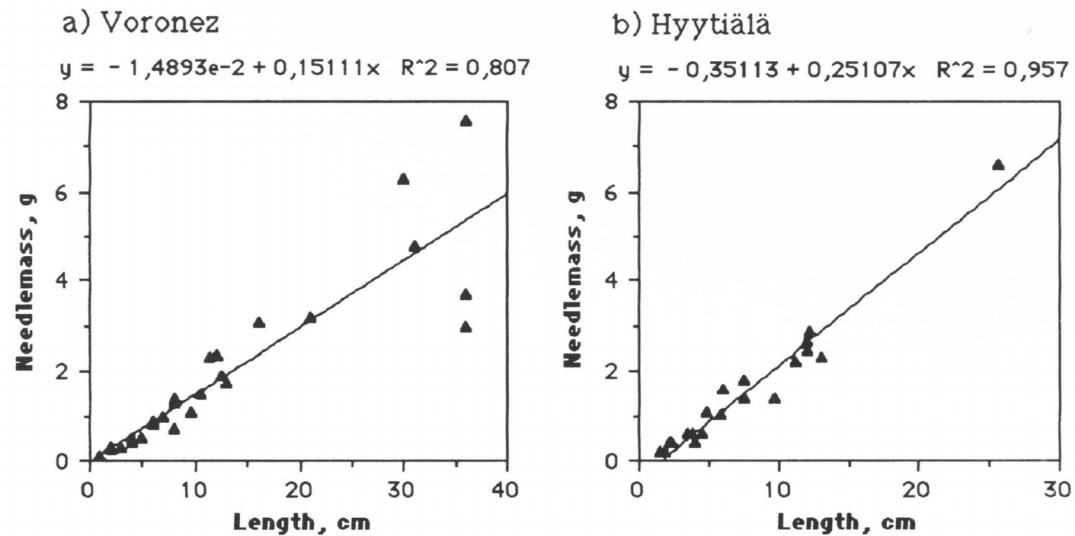 a) Voronez
y = - 1,4893e-2 + 0,15111x R^2 = 0,807
8
6
4
2
0
Needlemass, g
0 10 20 30 40
Length, cm
b) Hyytiälä
y = - 0,35113 + 0,25107x R^2 = 0,957
8
6
4
2
0
Needlemass, g
0 10 20 30
Length, cm